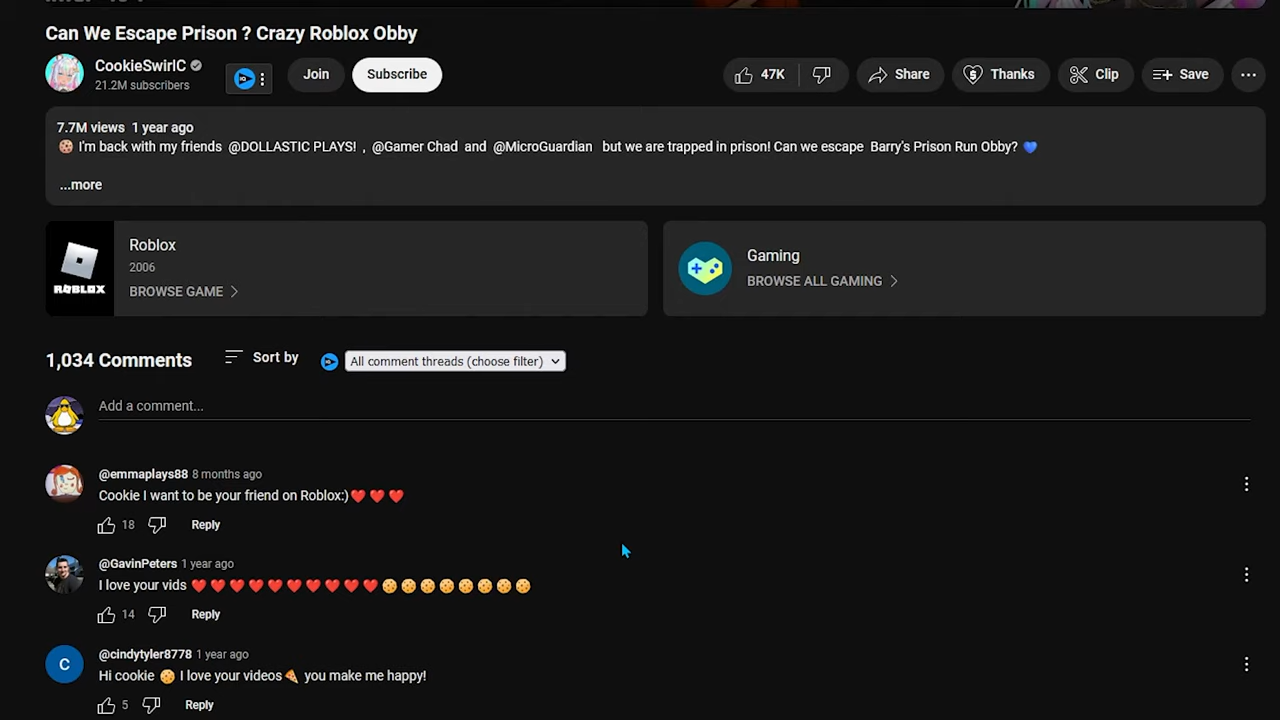 Can We Escape Prison ? Crazy Roblox Obby
CookieSwirlC
21.2M subscribers
Join
Subscribe
47K
Share
Thanks
Clip
Save
7.7M views 1 year ago
🍪 I'm back with my friends @DOLLASTIC PLAYS! , @Gamer Chad and @MicroGuardian but we are trapped in prison! Can we escape Barry's Prison Run Obby? 💙
...more
Roblox
2006
BROWSE GAME
ROBLOX
Gaming
BROWSE ALL GAMING
1,034 Comments
Sort by
All comment threads (choose filter)
Add a comment...
@emmaplays88 8 months ago
Cookie I want to be your friend on Roblox:)❤️❤️❤️
18
Reply
@GavinPeters 1 year ago
I love your vids ❤️❤️❤️❤️❤️❤️❤️❤️❤️❤️🍪🍪🍪🍪🍪🍪🍪🍪
14
Reply
C
@cindytyler8778 1 year ago
Hi cookie 🍪 I love your videos🍕 you make me happy!
5
Reply